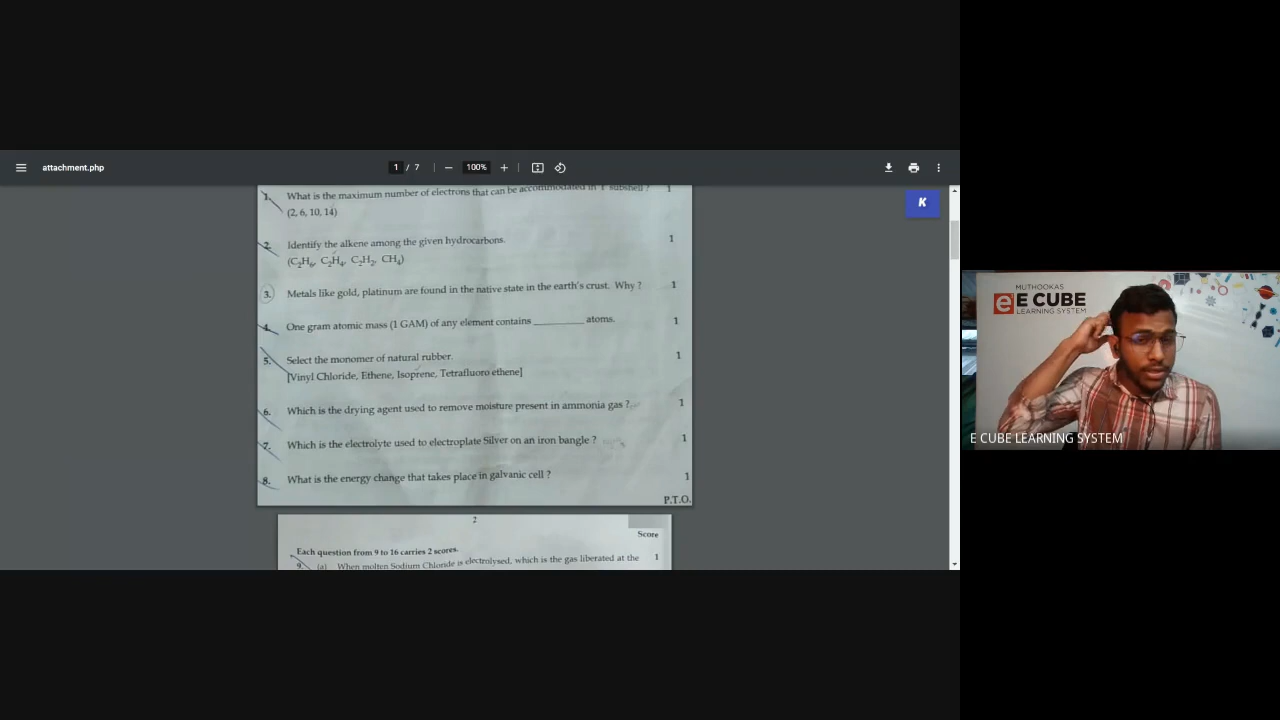 attachment.php
1 / 7
100%
K
1. What is the maximum number of electrons that can be accommodated in 'f' subshell ? 1
(2, 6, 10, 14)
2. Identify the alkene among the given hydrocarbons. 1
(C₂H₆, C₂H₄, C₂H₂, CH₄)
3. Metals like gold, platinum are found in the native state in the earth's crust. Why ? 1
4. One gram atomic mass (1 GAM) of any element contains __________ atoms. 1
5. Select the monomer of natural rubber. 1
[Vinyl Chloride, Ethene, Isoprene, Tetrafluoro ethene]
6. Which is the drying agent used to remove moisture present in ammonia gas ? 1
7. Which is the electrolyte used to electroplate Silver on an iron bangle ? 1
8. What is the energy change that takes place in galvanic cell ? 1
P.T.O.
2
Score
Each question from 9 to 16 carries 2 scores.
9. (a) When molten Sodium Chloride is electrolysed, which is the gas liberated at the 1
MUTHOOKAS
e E CUBE
LEARNING SYSTEM
E CUBE LEARNING SYSTEM